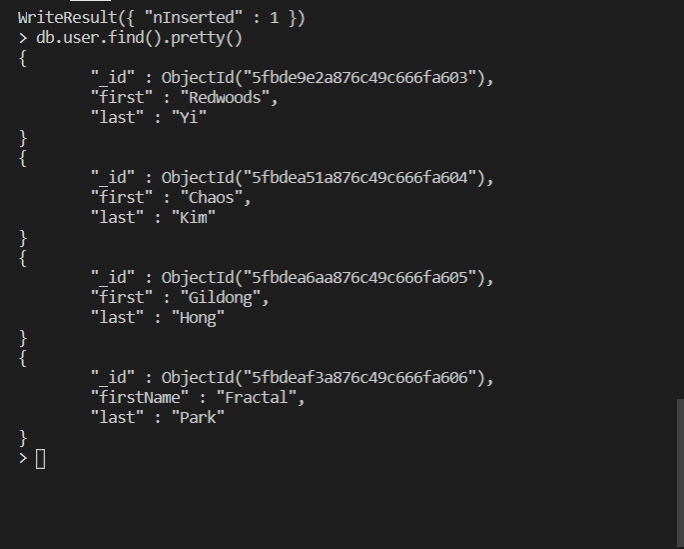 WriteResult({ "nInserted" : 1 })
> db.user.find().pretty()
{
        "_id" : ObjectId("5fbde9e2a876c49c666fa603"),
        "first" : "Redwoods",
        "last" : "Yi"
}
{
        "_id" : ObjectId("5fbdea51a876c49c666fa604"),
        "first" : "Chaos",
        "last" : "Kim"
}
{
        "_id" : ObjectId("5fbdea6aa876c49c666fa605"),
        "first" : "Gildong",
        "last" : "Hong"
}
{
        "_id" : ObjectId("5fbdeaf3a876c49c666fa606"),
        "firstName" : "Fractal",
        "last" : "Park"
}
>